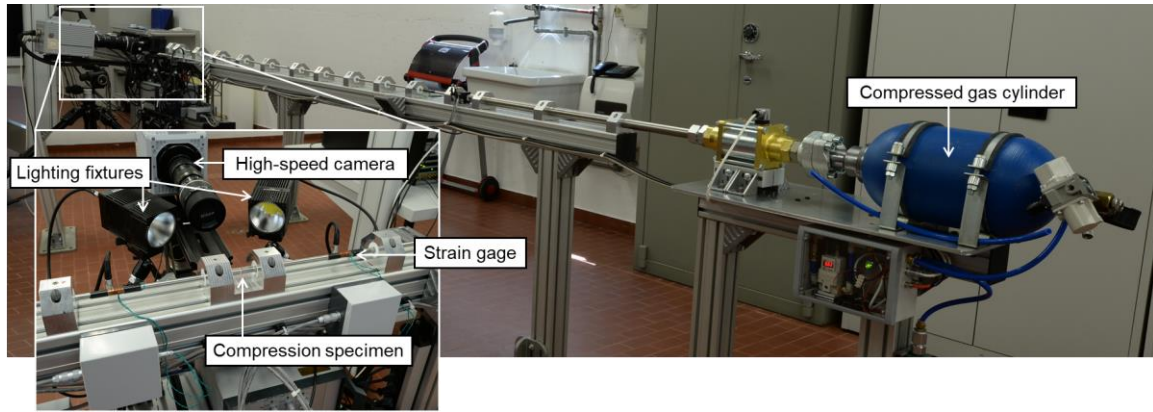 Compressed gas cylinder
High-speed camera
Lighting fixtures
Strain gage
Compression specimen